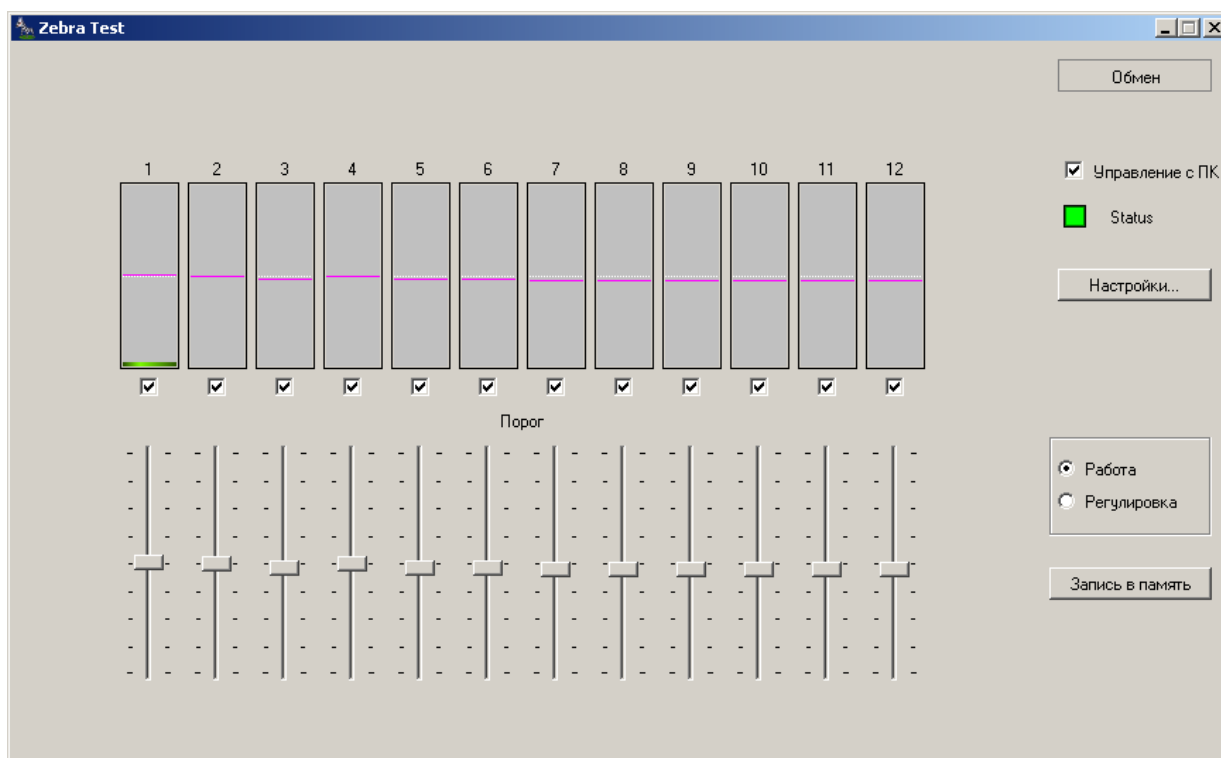 Zebra Test
Обмен
1 2 3 4 5 6 7 8 9 10 11 12
Управление с ПК
Status
Настройки...
Порог
Работа
Регулировка
Запись в память